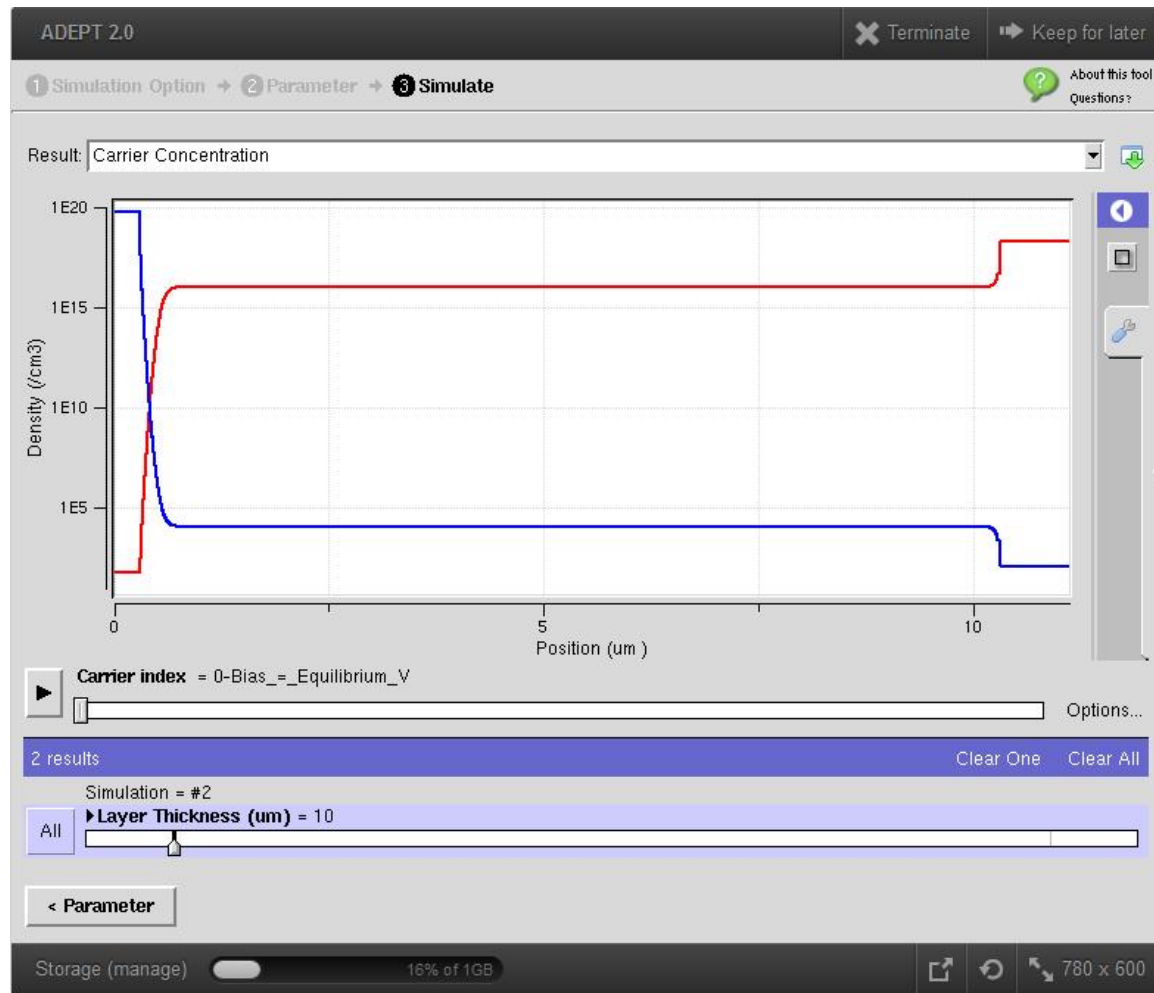 ADEPT 2.0 Terminate Keep for later
1 Simulation Option → 2 Parameter → 3 Simulate
About this tool
Questions?
Result: Carrier Concentration
1E20
1E15
1E10
1E5
Density (/cm3)
0 5 10
Position (um )
Carrier index = 0-Bias_=_Equilibrium_V
Options...
2 results Clear One Clear All
Simulation = #2
All
Layer Thickness (um) = 10
< Parameter
Storage (manage) 16% of 1GB 780 x 600